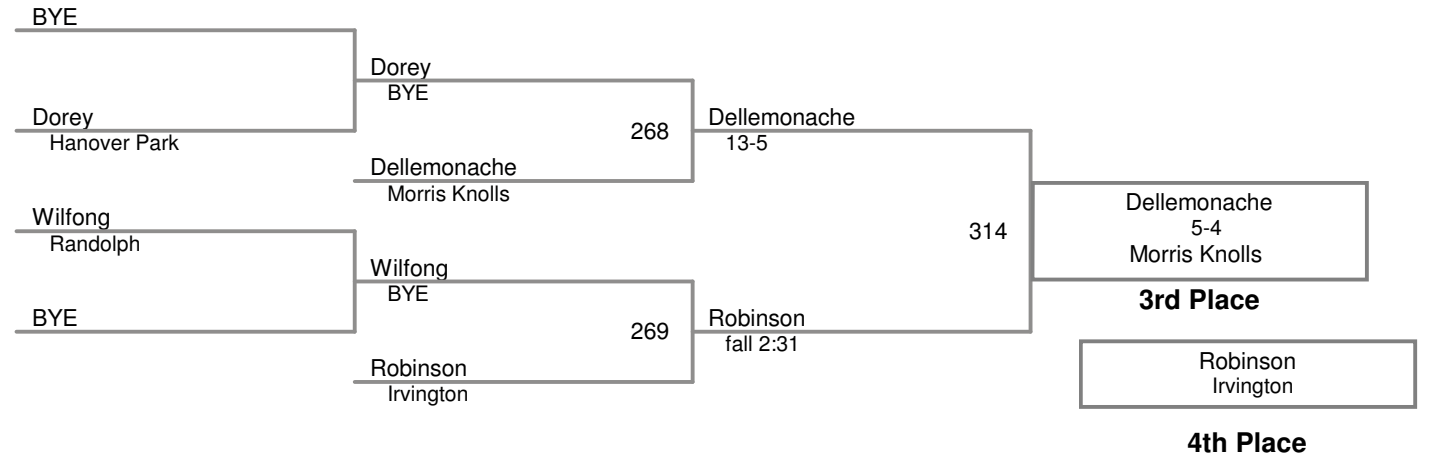 BYE
Dorey
Hanover Park
Wilfong
Randolph
BYE
Dorey
BYE
268
Dellemonache
Morris Knolls
Wilfong
BYE
269
Robinson
Irvington
Dellemonache
13-5
314
Robinson
fall 2:31
Dellemonache
5-4
Morris Knolls
3rd Place
Robinson
Irvington
4th Place